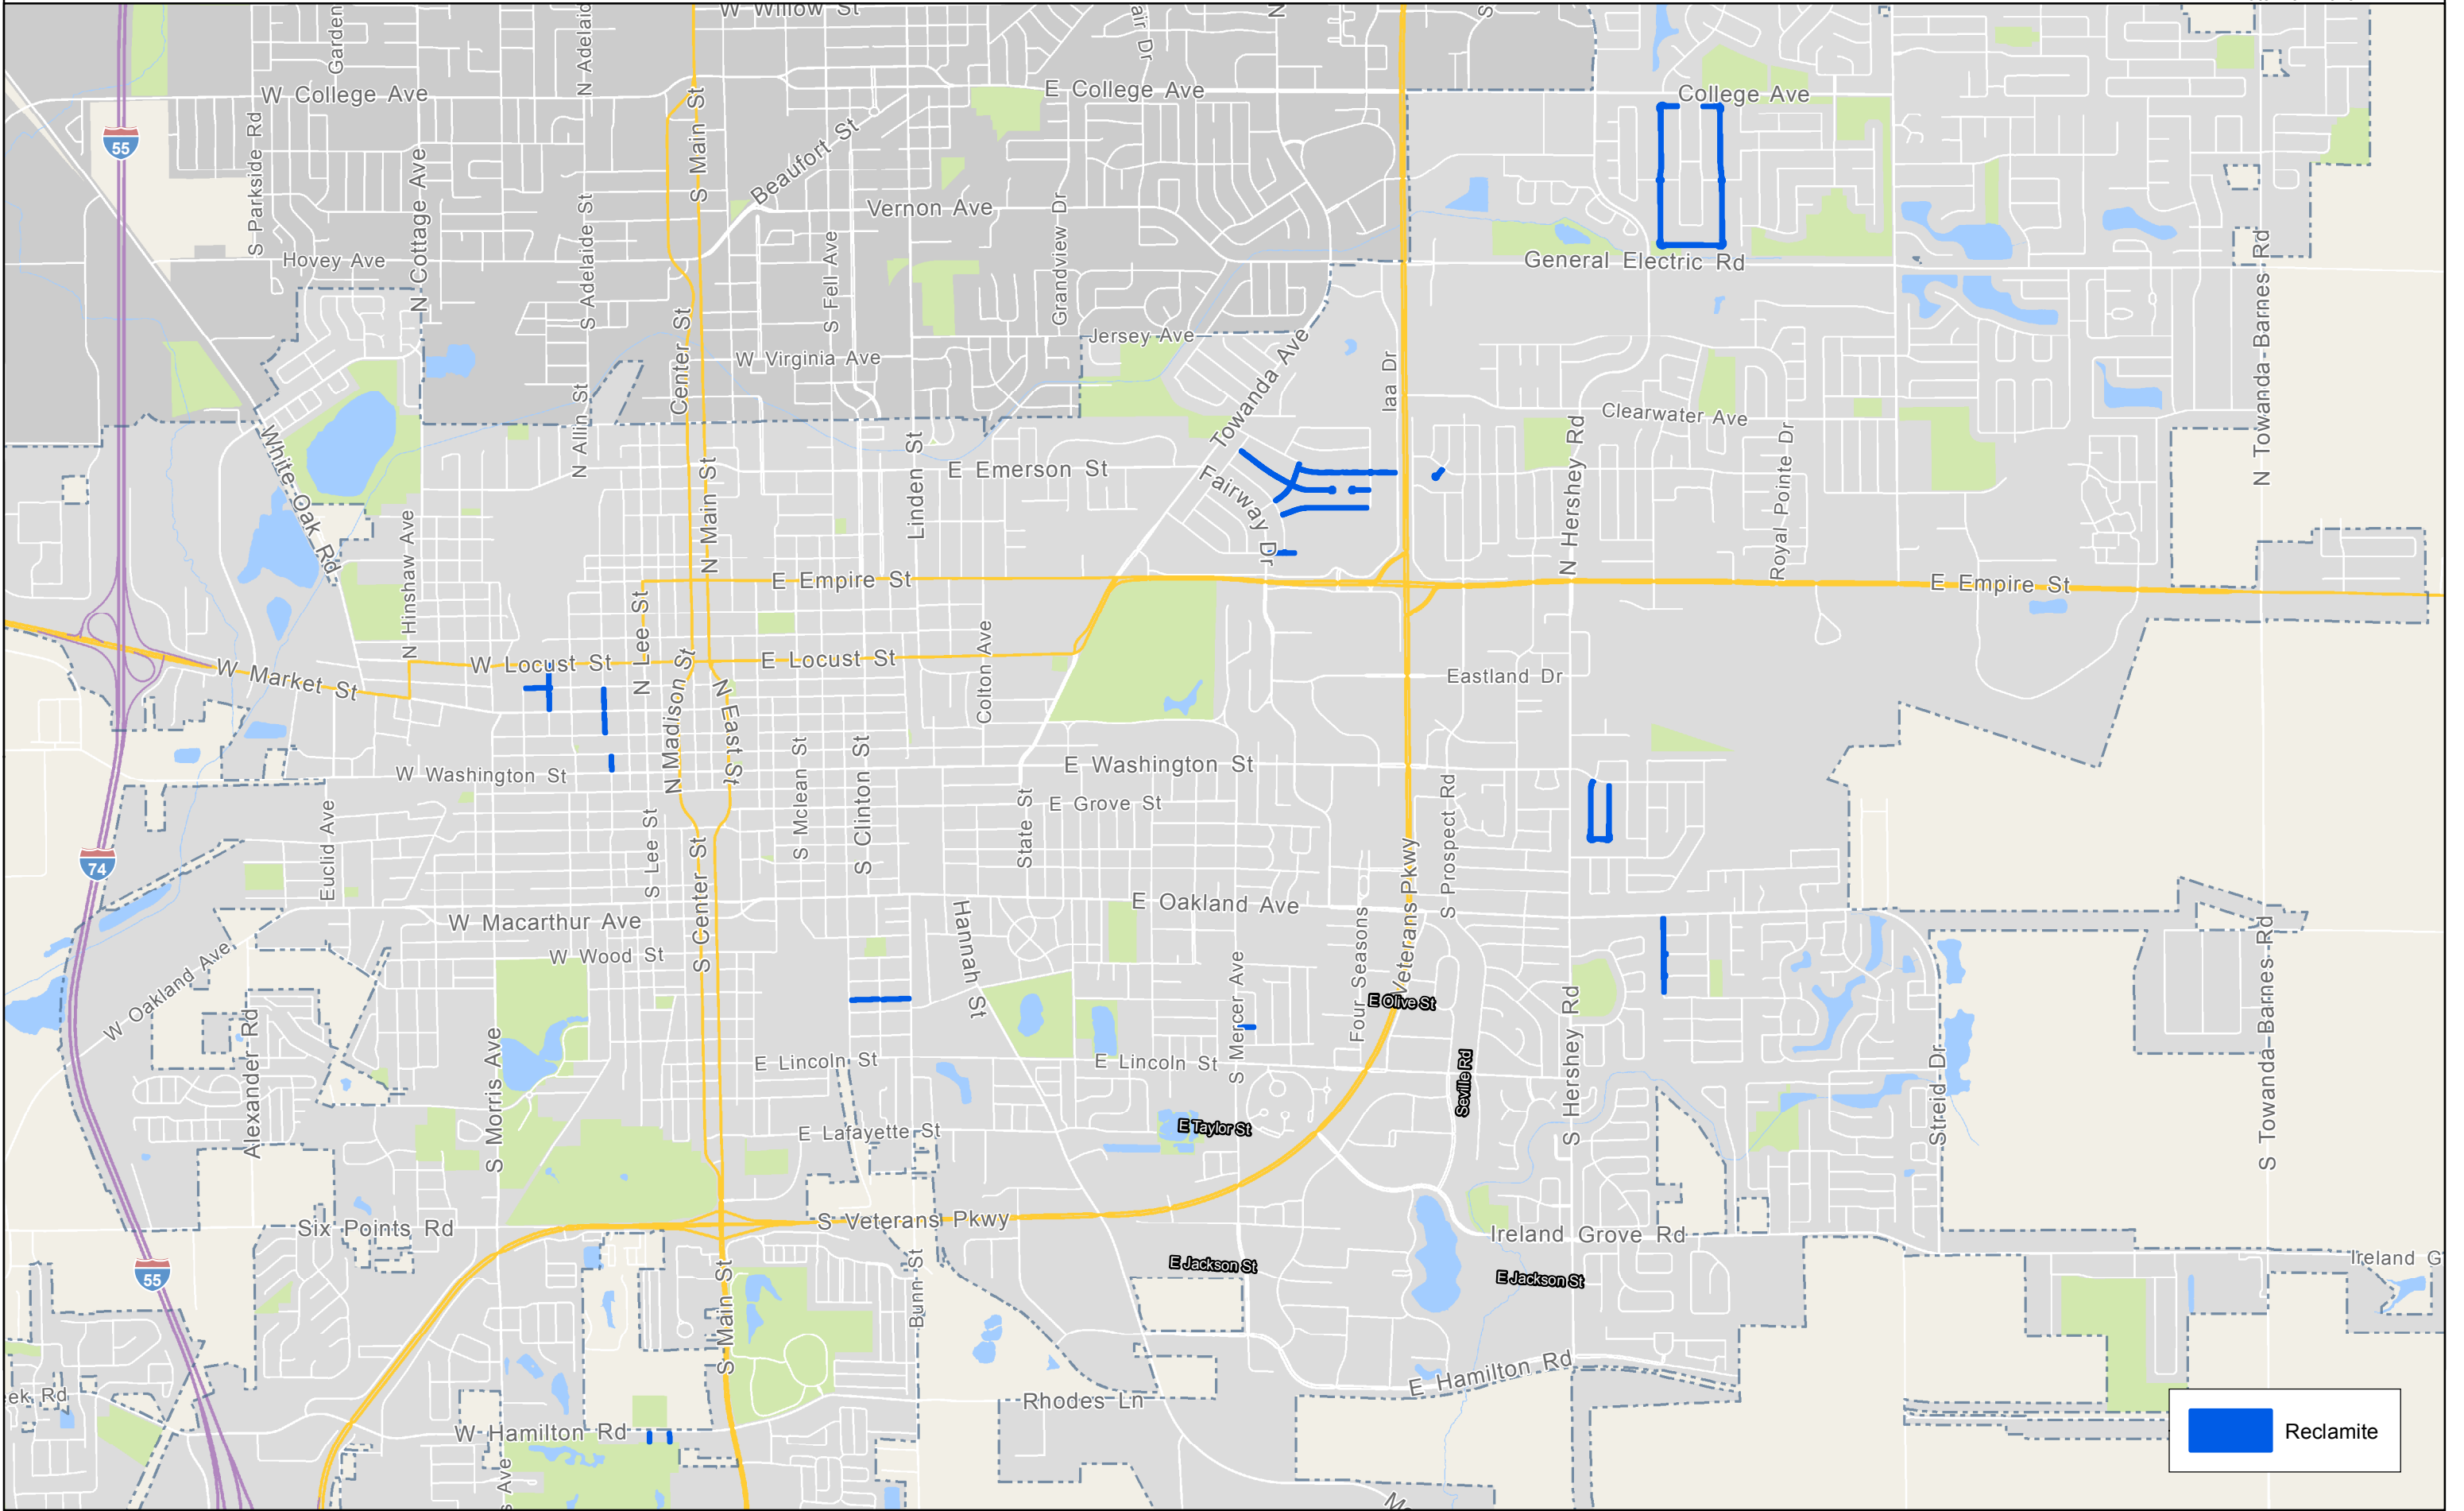 W Willow St
Garden
N Adelaid
air Dr
N
S
W College Ave
E College Ave
College Ave
55
S Parkside Rd
N Cottage Ave
S Main St
Beaufort St
Vernon Ave
Grandview Dr
S Adelaide St
S Fell Ave
Hovey Ave
General Electric Rd
N Towanda-Barnes Rd
Center St
W Virginia Ave
Jersey Ave
Towanda Ave
Iaa Dr
N Allin St
Clearwater Ave
White Oak Rd
N Main St
Linden St
E Emerson St
Fairway Dr
N Hershey Rd
Royal Pointe Dr
N Hinshaw Ave
E Empire St
E Empire St
N Lee St
W Market St
W Locust St
E Locust St
Colton Ave
N Madison St
N East St
Eastland Dr
W Washington St
S Mclean St
S Clinton St
E Washington St
State St
E Grove St
S Prospect Rd
Euclid Ave
S Lee St
S Center St
74
Veterans Pkwy
W Macarthur Ave
W Wood St
Hannah St
E Oakland Ave
Four Seasons
W Oakland Ave
S Mercer Ave
E Olive St
S Hershey Rd
S Towanda-Barnes Rd
Alexander Rd
S Morris Ave
E Lincoln St
E Lincoln St
Seville Rd
Streid Dr
E Lafayette St
E Taylor St
Six Points Rd
S Veterans Pkwy
Ireland Grove Rd
55
S Main St
Bunn St
E Jackson St
E Jackson St
Ireland G
eek Rd
E Hamilton Rd
Rhodes Ln
W Hamilton Rd
s Ave
Reclamite